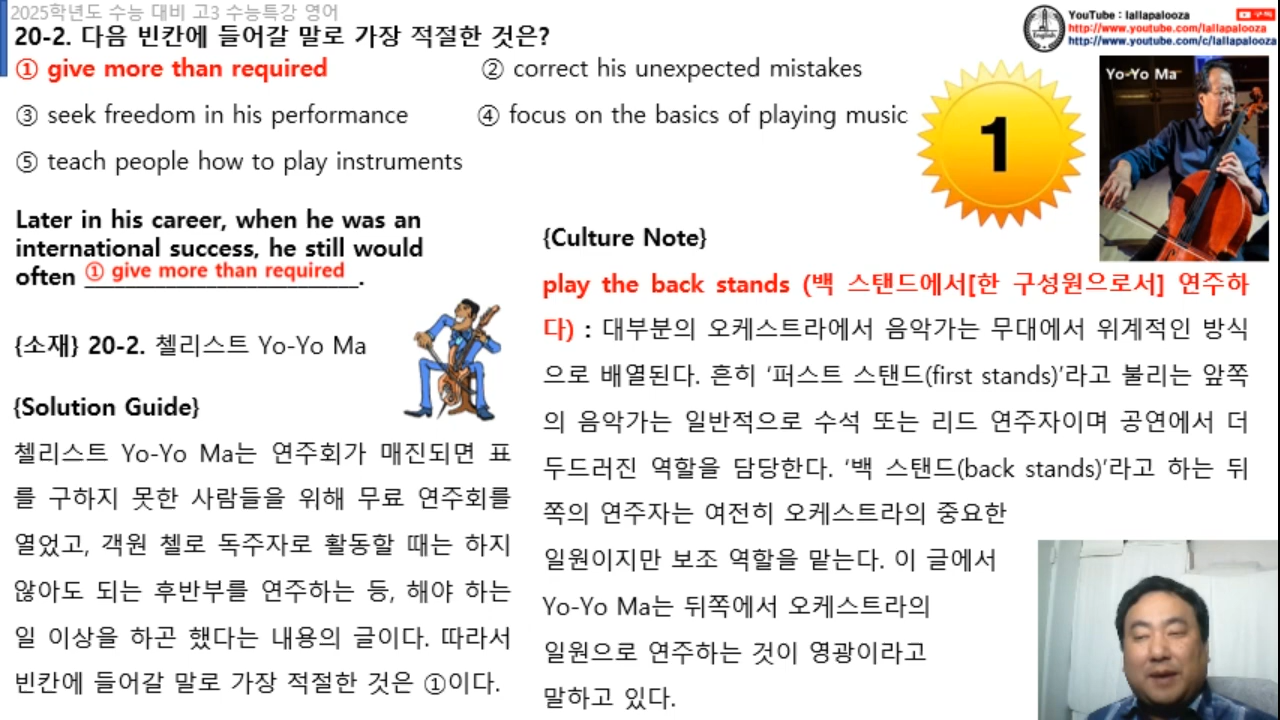 2025학년도 수능 대비 고3 수능특강 영어
20-2. 다음 빈칸에 들어갈 말로 가장 적절한 것은?
① give more than required
② correct his unexpected mistakes
③ seek freedom in his performance
④ focus on the basics of playing music
⑤ teach people how to play instruments
YouTube : lallapalooza
구독
http://www.youtube.com/lallapalooza
http://www.youtube.com/c/lallapalooza
English
1
Yo-Yo Ma
Later in his career, when he was an
international success, he still would
often ① give more than required.
{소재} 20-2. 첼리스트 Yo-Yo Ma
{Solution Guide}
첼리스트 Yo-Yo Ma는 연주회가 매진되면 표
를 구하지 못한 사람들을 위해 무료 연주회를
열었고, 객원 첼로 독주자로 활동할 때는 하지
않아도 되는 후반부를 연주하는 등, 해야 하는
일 이상을 하곤 했다는 내용의 글이다. 따라서
빈칸에 들어갈 말로 가장 적절한 것은 ①이다.
{Culture Note}
play the back stands (백 스탠드에서[한 구성원으로서] 연주하
다) : 대부분의 오케스트라에서 음악가는 무대에서 위계적인 방식
으로 배열된다. 흔히 ‘퍼스트 스탠드(first stands)’라고 불리는 앞쪽
의 음악가는 일반적으로 수석 또는 리드 연주자이며 공연에서 더
두드러진 역할을 담당한다. ‘백 스탠드(back stands)’라고 하는 뒤
쪽의 연주자는 여전히 오케스트라의 중요한
일원이지만 보조 역할을 맡는다. 이 글에서
Yo-Yo Ma는 뒤쪽에서 오케스트라의
일원으로 연주하는 것이 영광이라고
말하고 있다.